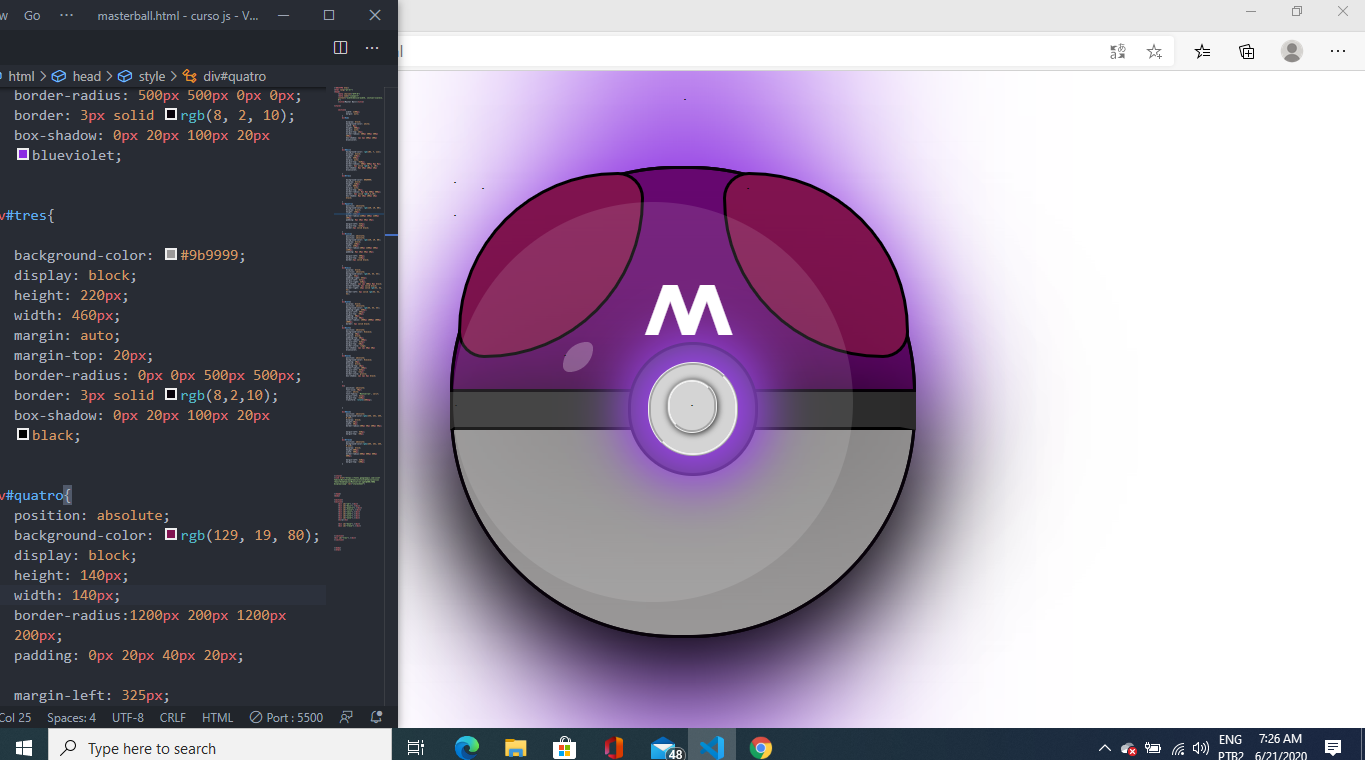 w Go ··· masterball.html - curso js - V...
html > head > style > div#quatro
border-radius: 500px 500px 0px 0px;
border: 3px solid rgb(8, 2, 10);
box-shadow: 0px 20px 100px 20px
blueviolet;
v#tres{
background-color: #9b9999;
display: block;
height: 220px;
width: 460px;
margin: auto;
margin-top: 20px;
border-radius: 0px 0px 500px 500px;
border: 3px solid rgb(8,2,10);
box-shadow: 0px 20px 100px 20px
black;
v#quatro{
position: absolute;
background-color: rgb(129, 19, 80);
display: block;
height: 140px;
width: 140px;
border-radius:1200px 200px 1200px
200px;
padding: 0px 20px 40px 20px;
margin-left: 325px;
M
Col 25 Spaces: 4 UTF-8 CRLF HTML Port : 5500
Type here to search
48
ENG
PTB2
7:26 AM
6/21/2020